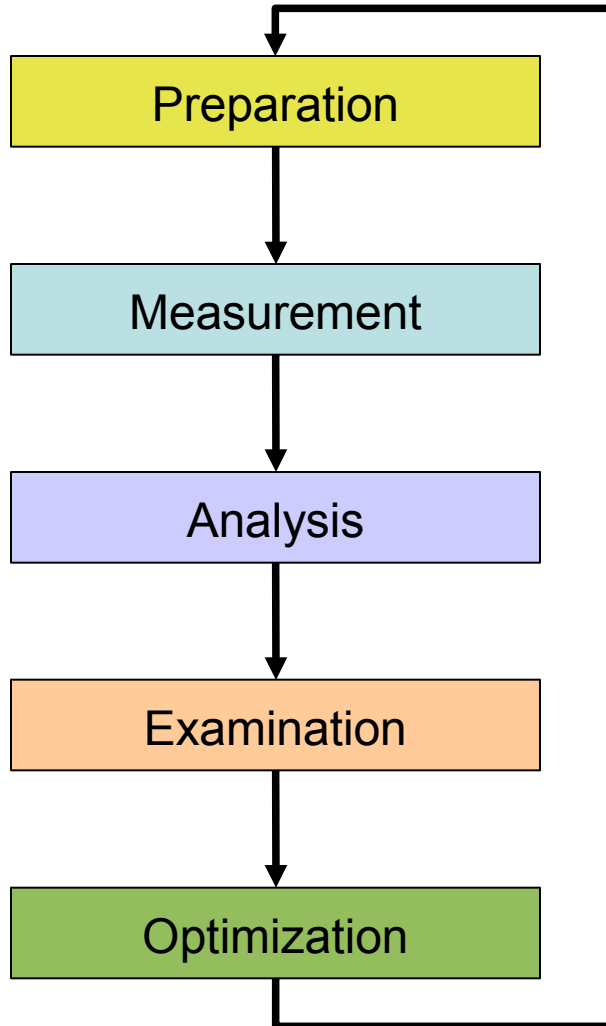 Preparation
Measurement
Analysis
Examination
Optimization